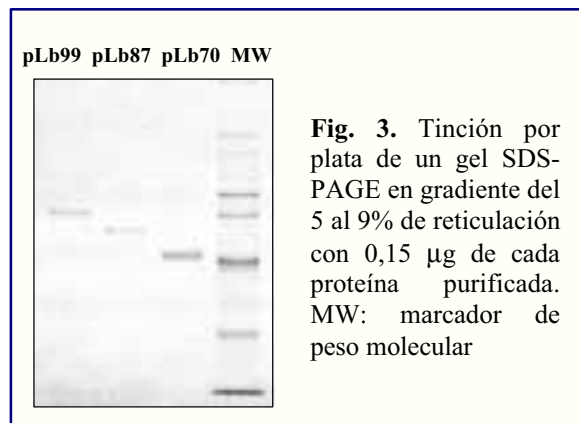 pLb99 pLb87 pLb70 MW
Fig. 3. Tinción por
plata de un gel SDS-
PAGE en gradiente del
5 al 9% de reticulación
con 0,15 µg de cada
proteína purificada.
MW: marcador de
peso molecular